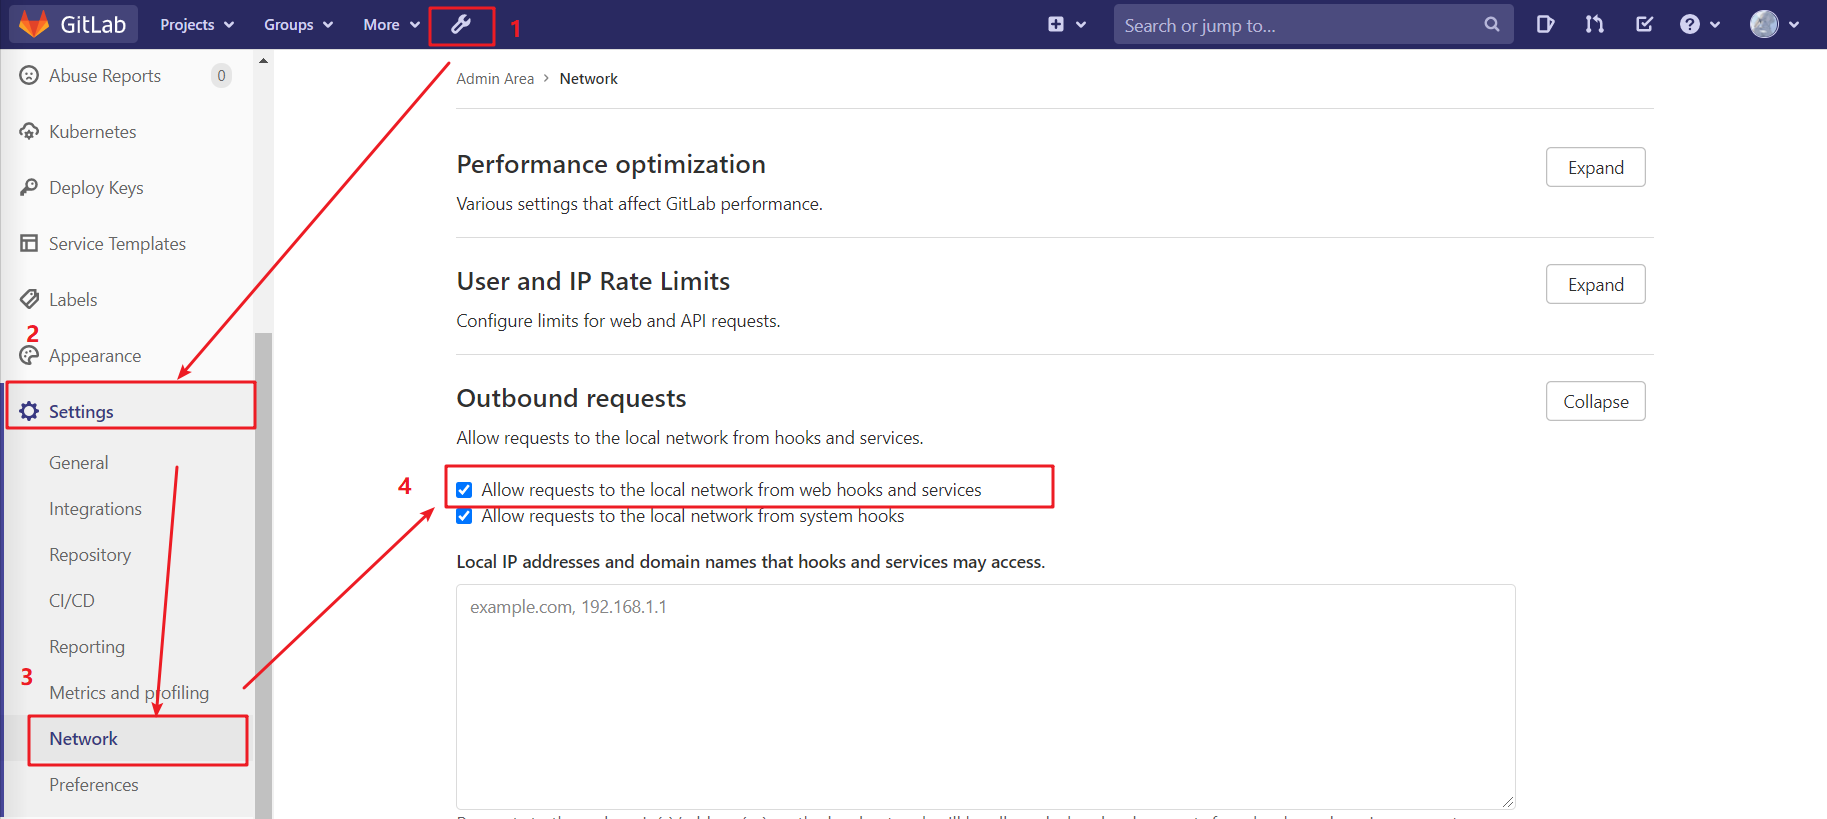 GitLab Projects Groups More 1 Search or jump to...
Abuse Reports 0
Kubernetes
Deploy Keys
Service Templates
Labels
2
Appearance
Settings
General
Integrations
Repository
CI/CD
Reporting
3
Metrics and profiling
Network
Preferences
Admin Area > Network
Performance optimization
Expand
Various settings that affect GitLab performance.
User and IP Rate Limits
Expand
Configure limits for web and API requests.
Outbound requests
Collapse
Allow requests to the local network from hooks and services.
4
Allow requests to the local network from web hooks and services
Allow requests to the local network from system hooks
Local IP addresses and domain names that hooks and services may access.
example.com, 192.168.1.1